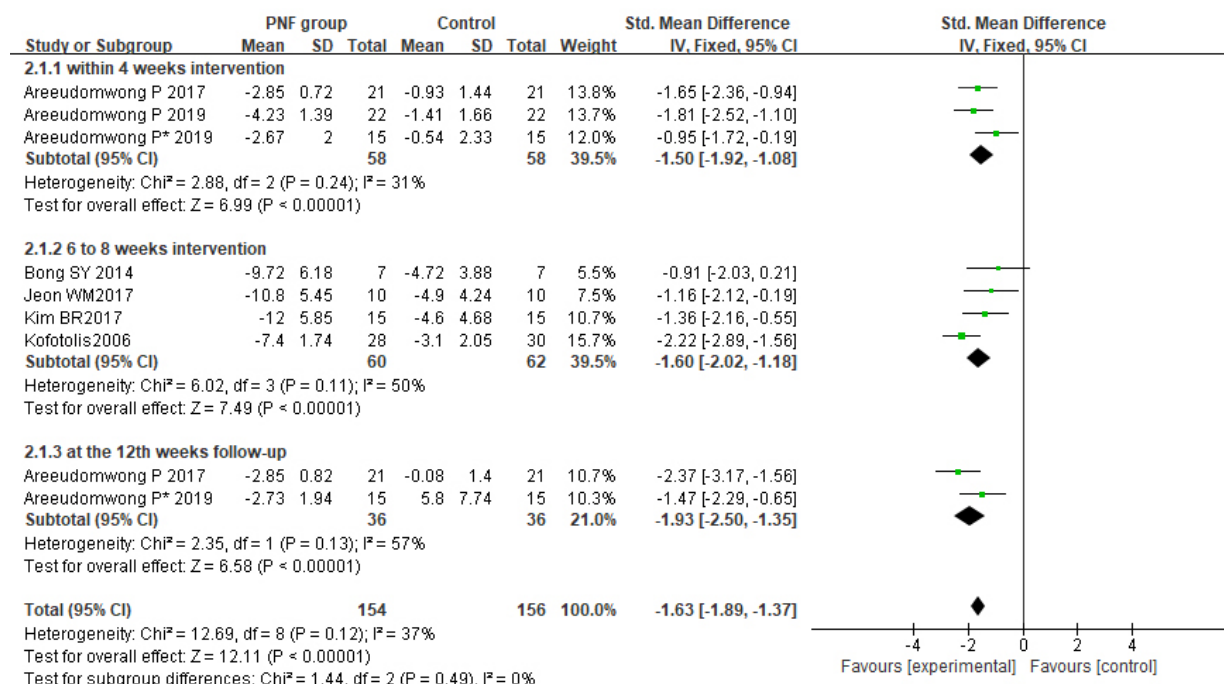 PNF group Control Std. Mean Difference Std. Mean Difference
Study or Subgroup Mean SD Total Mean SD Total Weight IV, Fixed, 95% CI IV, Fixed, 95% CI
2.1.1 within 4 weeks intervention
Areeudomwong P 2017 -2.85 0.72 21 -0.93 1.44 21 13.8% -1.65 [-2.36, -0.94]
Areeudomwong P 2019 -4.23 1.39 22 -1.41 1.66 22 13.7% -1.81 [-2.52, -1.10]
Areeudomwong P* 2019 -2.67 2 15 -0.54 2.33 15 12.0% -0.95 [-1.72, -0.19]
Subtotal (95% CI) 58 58 39.5% -1.50 [-1.92, -1.08]
Heterogeneity: Chi² = 2.88, df = 2 (P = 0.24); I² = 31%
Test for overall effect: Z = 6.99 (P < 0.00001)
2.1.2 6 to 8 weeks intervention
Bong SY 2014 -9.72 6.18 7 -4.72 3.88 7 5.5% -0.91 [-2.03, 0.21]
Jeon WM2017 -10.8 5.45 10 -4.9 4.24 10 7.5% -1.16 [-2.12, -0.19]
Kim BR2017 -12 5.85 15 -4.6 4.68 15 10.7% -1.36 [-2.16, -0.55]
Kofotolis2006 -7.4 1.74 28 -3.1 2.05 30 15.7% -2.22 [-2.89, -1.56]
Subtotal (95% CI) 60 62 39.5% -1.60 [-2.02, -1.18]
Heterogeneity: Chi² = 6.02, df = 3 (P = 0.11); I² = 50%
Test for overall effect: Z = 7.49 (P < 0.00001)
2.1.3 at the 12th weeks follow-up
Areeudomwong P 2017 -2.85 0.82 21 -0.08 1.4 21 10.7% -2.37 [-3.17, -1.56]
Areeudomwong P* 2019 -2.73 1.94 15 5.8 7.74 15 10.3% -1.47 [-2.29, -0.65]
Subtotal (95% CI) 36 36 21.0% -1.93 [-2.50, -1.35]
Heterogeneity: Chi² = 2.35, df = 1 (P = 0.13); I² = 57%
Test for overall effect: Z = 6.58 (P < 0.00001)
Total (95% CI) 154 156 100.0% -1.63 [-1.89, -1.37]
Heterogeneity: Chi² = 12.69, df = 8 (P = 0.12); I² = 37%
Test for overall effect: Z = 12.11 (P < 0.00001)
Test for subgroup differences: Chi² = 1.44, df = 2 (P = 0.49), I² = 0%
-4 -2 0 2 4
Favours [experimental] Favours [control]